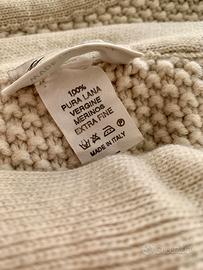 100%
PURA LANA
VERGINE
MERINOS
EXTRA FINE
MADE IN ITALY